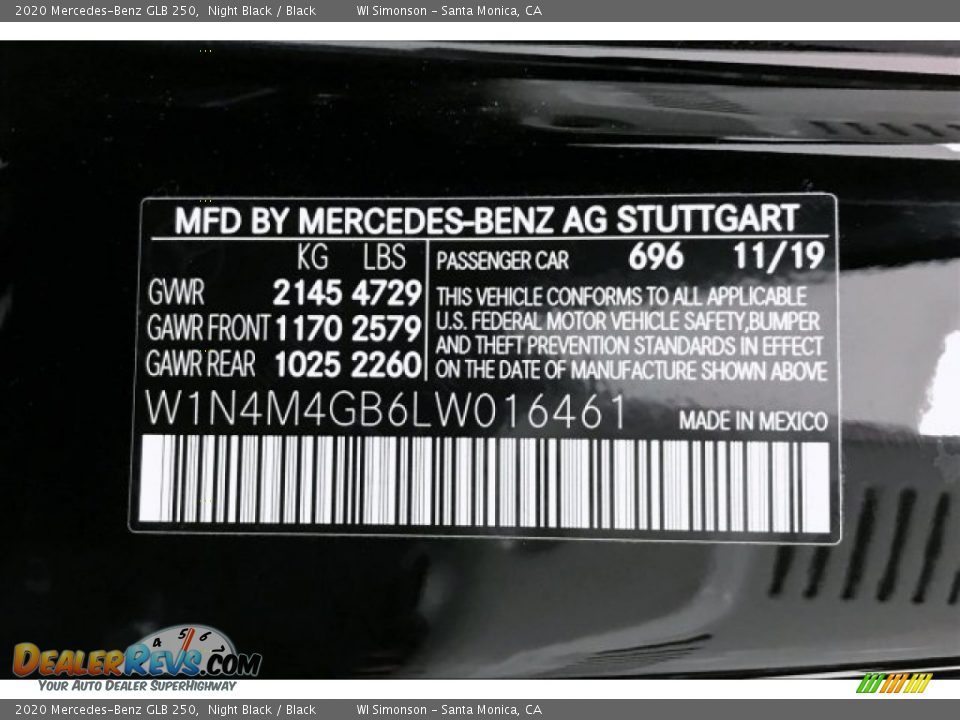 2020 Mercedes-Benz GLB 250, Night Black / Black WI Simonson - Santa Monica, CA
MFD BY MERCEDES-BENZ AG STUTTGART
KG LBS
GVWR 2145 4729
GAWR FRONT 1170 2579
GAWR REAR 1025 2260
PASSENGER CAR 696 11/19
THIS VEHICLE CONFORMS TO ALL APPLICABLE
U.S. FEDERAL MOTOR VEHICLE SAFETY,BUMPER
AND THEFT PREVENTION STANDARDS IN EFFECT
ON THE DATE OF MANUFACTURE SHOWN ABOVE
W1N4M4GB6LW016461 MADE IN MEXICO
4 5 6
DEALERREVS.COM
YOUR AUTO DEALER SUPERHIGHWAY
2020 Mercedes-Benz GLB 250, Night Black / Black WI Simonson - Santa Monica, CA